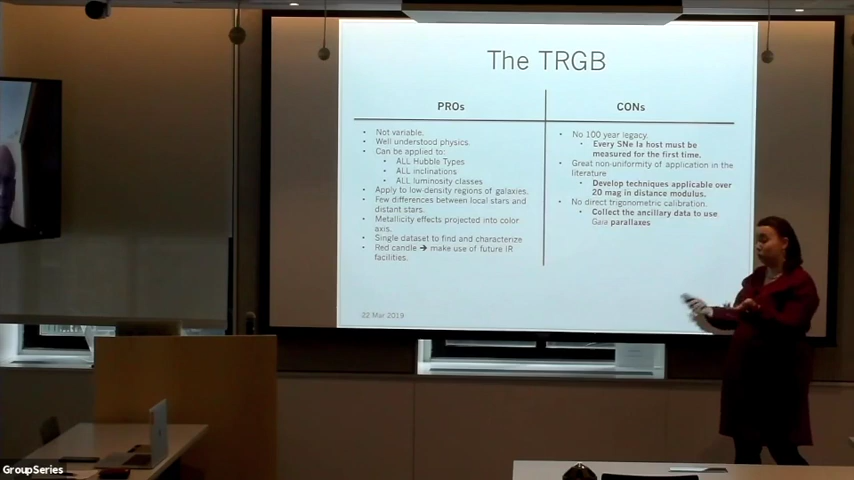 The TRGB
PROs
• Not variable.
• Well understood physics.
• Can be applied to:
• ALL Hubble Types
• ALL inclinations
• ALL luminosity classes
• Apply to low density regions of galaxies.
• Few differences between local stars and
distant stars.
• Metallicity effects projected into color
axis.
• Single dataset to find and characterize
• Red candle → make use of future IR
facilities.
CONs
• No 100 year legacy.
• Every SNe Ia host must be
measured for the first time.
• Great non-uniformity of application in the
literature
• Develop techniques applicable over
20 mag in distance modulus.
• No direct trigonometric calibration.
• Collect the ancillary data to use
Gaia parallaxes
22 Mar 2019
GroupSeries